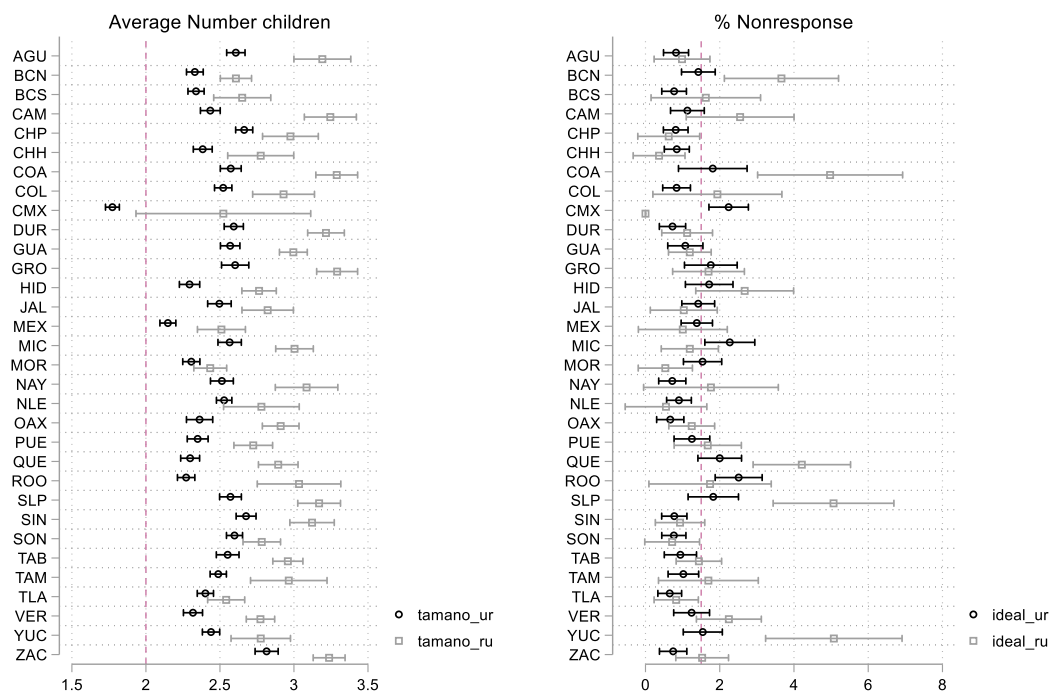 Average Number children
AGU
BCN
BCS
CAM
CHP
CHH
COA
COL
CMX
DUR
GUA
GRO
HID
JAL
MEX
MIC
MOR
NAY
NLE
OAX
PUE
QUE
ROO
SLP
SIN
SON
TAB
TAM
TLA
VER
YUC
ZAC
1.5 2 2.5 3 3.5
tamano_ur
tamano_ru
% Nonresponse
AGU
BCN
BCS
CAM
CHP
CHH
COA
COL
CMX
DUR
GUA
GRO
HID
JAL
MEX
MIC
MOR
NAY
NLE
OAX
PUE
QUE
ROO
SLP
SIN
SON
TAB
TAM
TLA
VER
YUC
ZAC
0 2 4 6 8
ideal_ur
ideal_ru